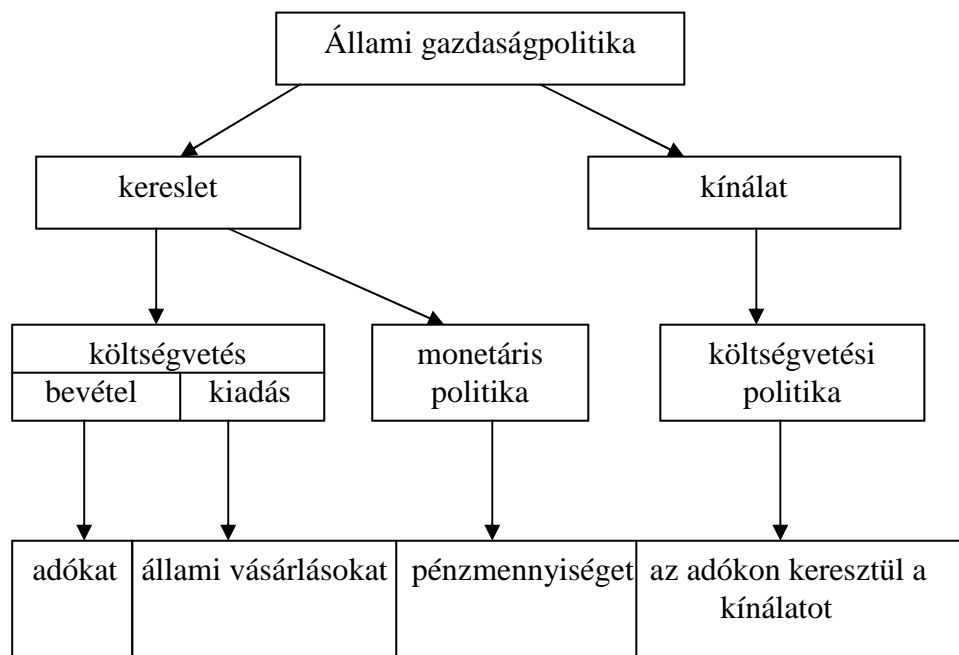 Állami gazdaságpolitika
kereslet
kínálat
költségvetés
bevétel
kiadás
monetáris
politika
költségvetési
politika
adókat
állami vásárlásokat
pénzmennyiséget
az adókon keresztül a
kínálatot